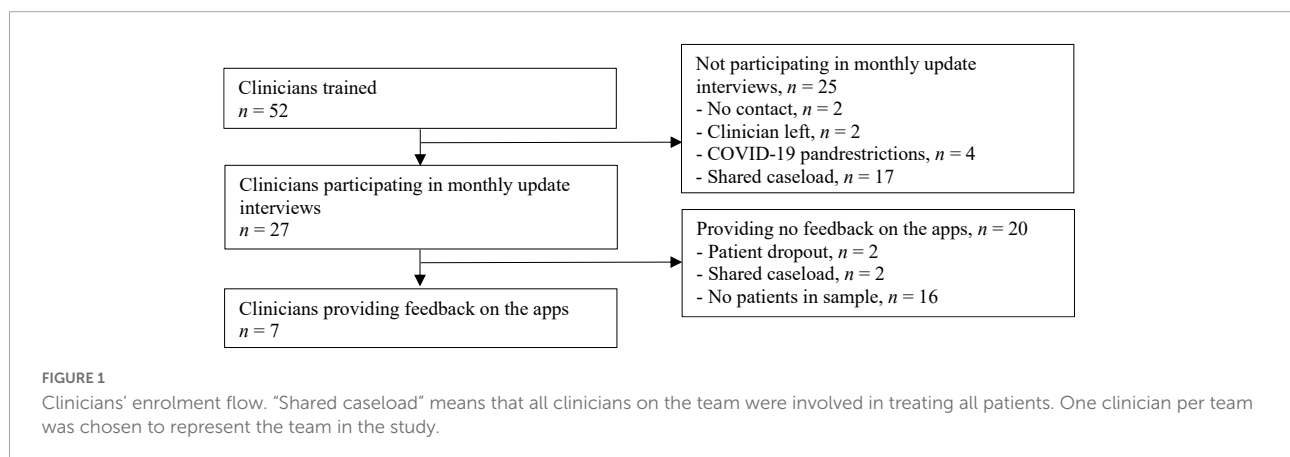 Clinicians trained
n = 52
Not participating in monthly update
interviews, n = 25
- No contact, n = 2
- Clinician left, n = 2
- COVID-19 pandrestrictions, n = 4
- Shared caseload, n = 17
Clinicians participating in monthly update
interviews
n = 27
Providing no feedback on the apps, n = 20
- Patient dropout, n = 2
- Shared caseload, n = 2
- No patients in sample, n = 16
Clinicians providing feedback on the apps
n = 7
FIGURE 1
Clinicians’ enrolment flow. “Shared caseload” means that all clinicians on the team were involved in treating all patients. One clinician per team
was chosen to represent the team in the study.